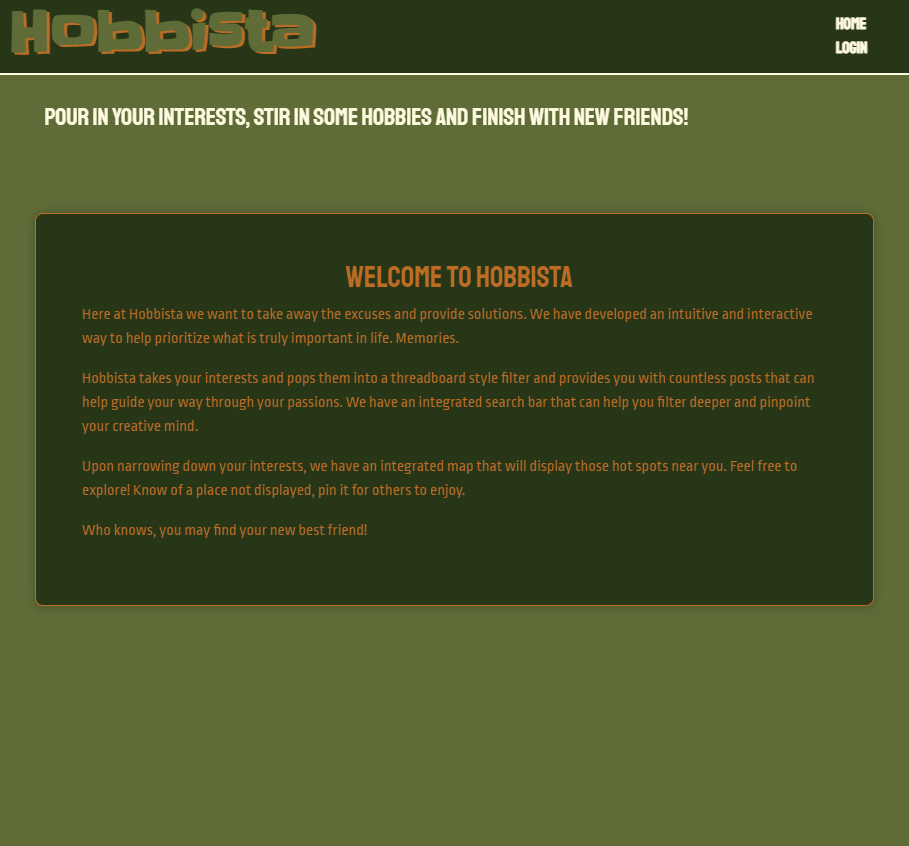 Hobbista
HOME
LOGIN
POUR IN YOUR INTERESTS, STIR IN SOME HOBBIES AND FINISH WITH NEW FRIENDS!
WELCOME TO HOBBISTA
Here at Hobbista we want to take away the excuses and provide solutions. We have developed an intuitive and interactive
way to help prioritize what is truly important in life. Memories.
Hobbista takes your interests and pops them into a threadboard style filter and provides you with countless posts that can
help guide your way through your passions. We have an integrated search bar that can help you filter deeper and pinpoint
your creative mind.
Upon narrowing down your interests, we have an integrated map that will display those hot spots near you. Feel free to
explore! Know of a place not displayed, pin it for others to enjoy.
Who knows, you may find your new best friend!